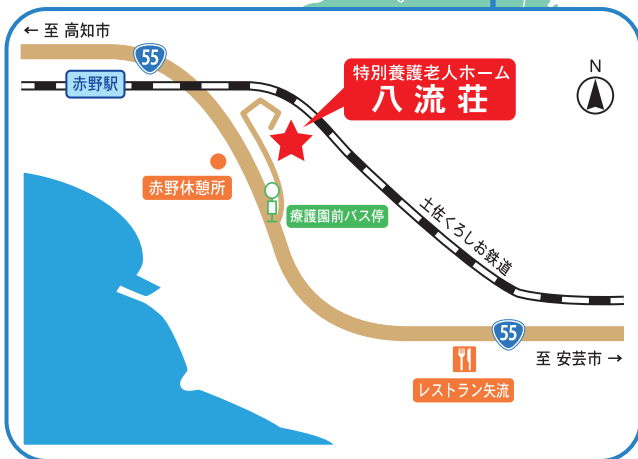 ← 至 高知市
55
赤野駅
特別養護老人ホーム
八流荘
N
赤野休憩所
療護園前バス停
土佐くろしお鉄道
55
至 安芸市 →
レストラン矢流